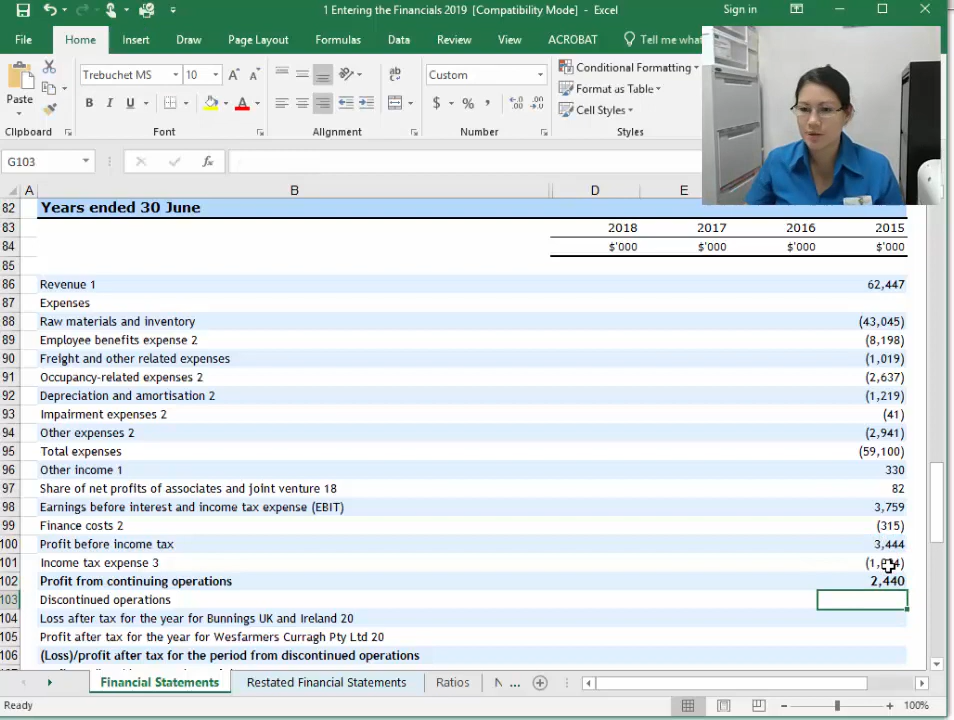 1 Entering the Financials 2019 [Compatibility Mode] - Excel
Sign in
File Home Insert Draw Page Layout Formulas Data Review View ACROBAT Tell me what
Paste
Trebuchet MS 10
B I U A
Custom
$ % ,
ab
Conditional Formatting
Format as Table
Cell Styles
Clipboard Font Alignment Number Styles
G103 fx
A B D E
82 Years ended 30 June
83 2018 2017 2016 2015
84 $'000 $'000 $'000 $'000
85
86 Revenue 1 62,447
87 Expenses
88 Raw materials and inventory (43,045)
89 Employee benefits expense 2 (8,198)
90 Freight and other related expenses (1,019)
91 Occupancy-related expenses 2 (2,637)
92 Depreciation and amortisation 2 (1,219)
93 Impairment expenses 2 (41)
94 Other expenses 2 (2,941)
95 Total expenses (59,100)
96 Other income 1 330
97 Share of net profits of associates and joint venture 18 82
98 Earnings before interest and income tax expense (EBIT) 3,759
99 Finance costs 2 (315)
100 Profit before income tax 3,444
101 Income tax expense 3
102 Profit from continuing operations 2,440
103 Discontinued operations
104 Loss after tax for the year for Bunnings UK and Ireland 20
105 Profit after tax for the year for Wesfarmers Curragh Pty Ltd 20
106 (Loss)/profit after tax for the period from discontinued operations
Financial Statements Restated Financial Statements Ratios N ...
Ready 100%